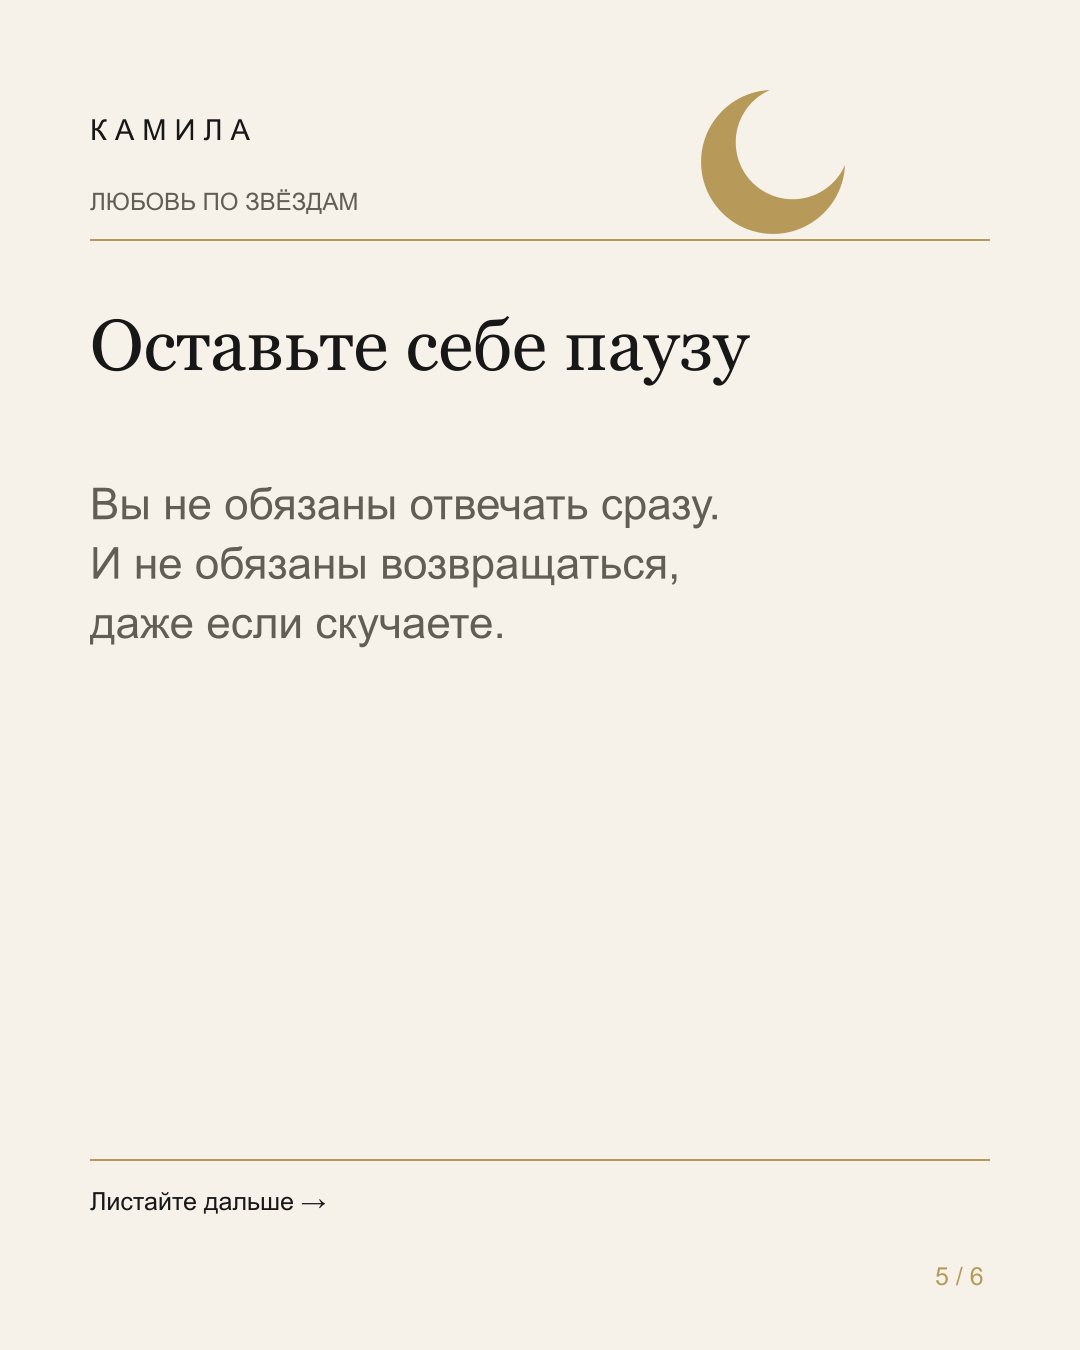 КАМИЛА
ЛЮБОВЬ ПО ЗВЁЗДАМ
Оставьте себе паузу
Вы не обязаны отвечать сразу.
И не обязаны возвращаться,
даже если скучаете.
Листайте дальше →
5 / 6